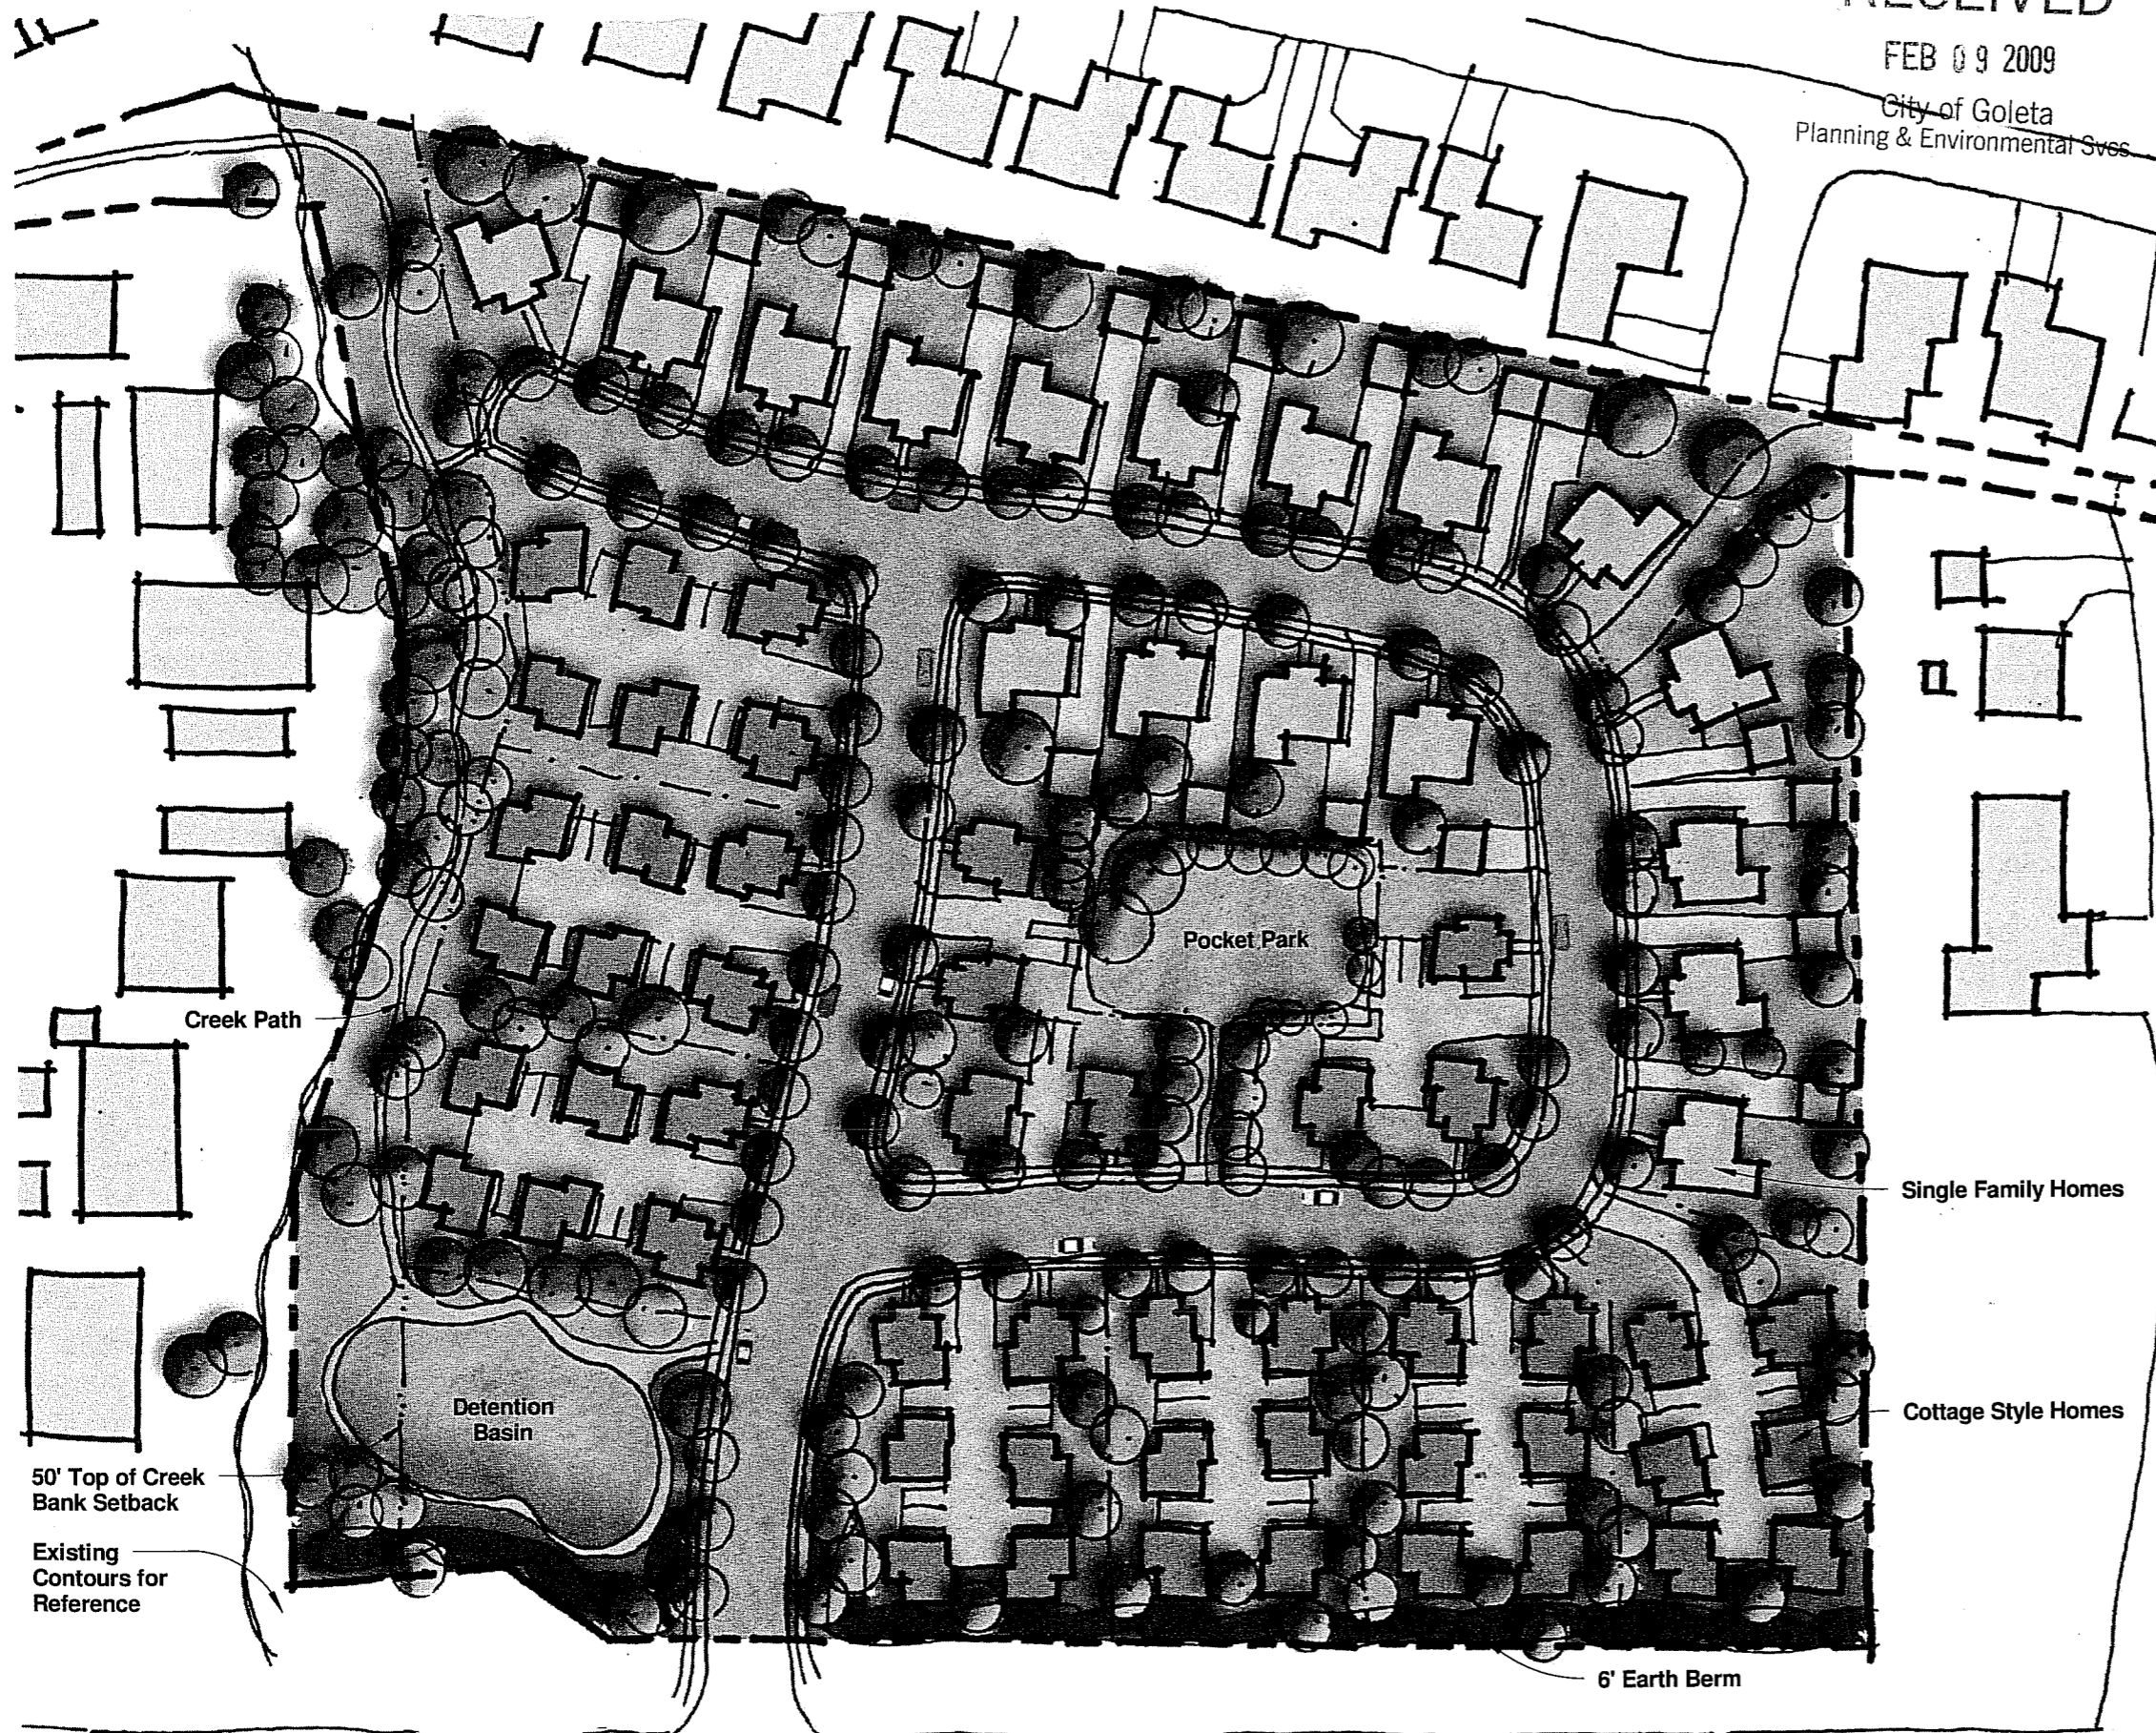 RECEIVED
FEB 09 2009
City of Goleta
Planning & Environmental Svcs.
Pocket Park
Creek Path
Single Family Homes
Detention
Basin
Cottage Style Homes
50' Top of Creek
Bank Setback
Existing
Contours for
Reference
6' Earth Berm